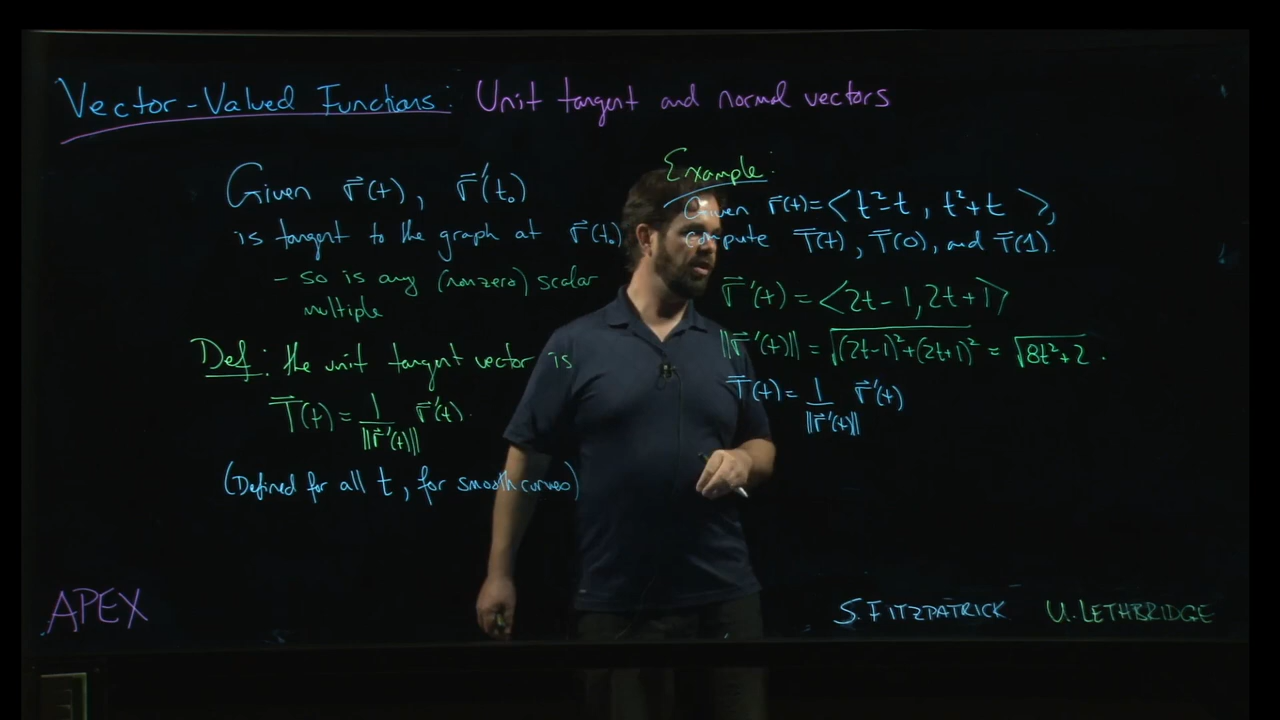 Vector-Valued Functions: Unit tangent and normal vectors
Given r⃗(t), r⃗'(t₀)
is tangent to the graph at r⃗(t₀)
- so is any (nonzero) scalar
multiple
Def: the unit tangent vector is
T⃗(t) = 1/‖r⃗'(t)‖ r⃗'(t).
(Defined for all t, for smooth curves)
Example:
Given r⃗(t) = ⟨t²-t, t²+t⟩,
compute T⃗(t), T⃗(0), and T⃗(1).
r⃗'(t) = ⟨2t-1, 2t+1⟩
‖r⃗'(t)‖ = √((2t-1)²+(2t+1)²) = √(8t²+2).
T⃗(t) = 1/‖r⃗'(t)‖ r⃗'(t)
APEX
S. FITZPATRICK U. LETHBRIDGE